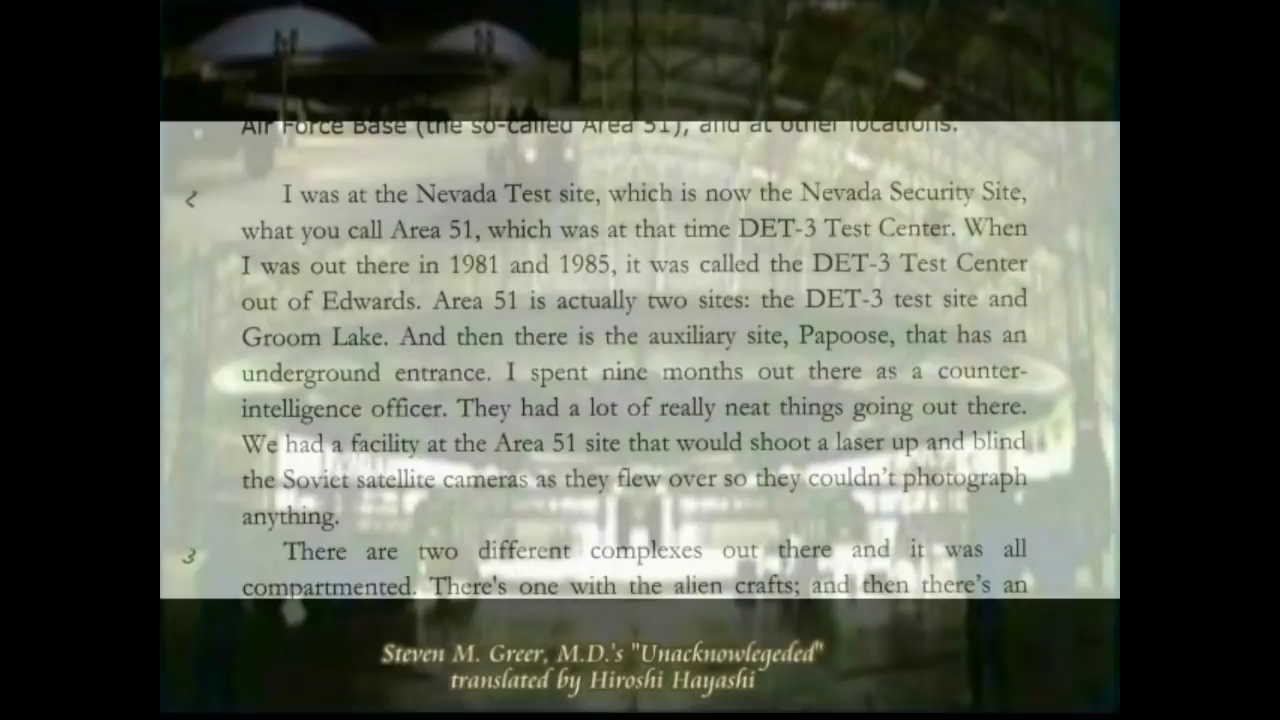 Air Force Base (the so-called Area 51), and at other locations.
2
I was at the Nevada Test site, which is now the Nevada Security Site,
what you call Area 51, which was at that time DET-3 Test Center. When
I was out there in 1981 and 1985, it was called the DET-3 Test Center
out of Edwards. Area 51 is actually two sites: the DET-3 test site and
Groom Lake. And then there is the auxiliary site, Papoose, that has an
underground entrance. I spent nine months out there as a counter-
intelligence officer. They had a lot of really neat things going out there.
We had a facility at the Area 51 site that would shoot a laser up and blind
the Soviet satellite cameras as they flew over so they couldn't photograph
anything.
3
There are two different complexes out there and it was all
compartmented. There's one with the alien crafts; and then there's an
Steven M. Greer, M.D.'s "Unacknowlegeded"
translated by Hiroshi Hayashi